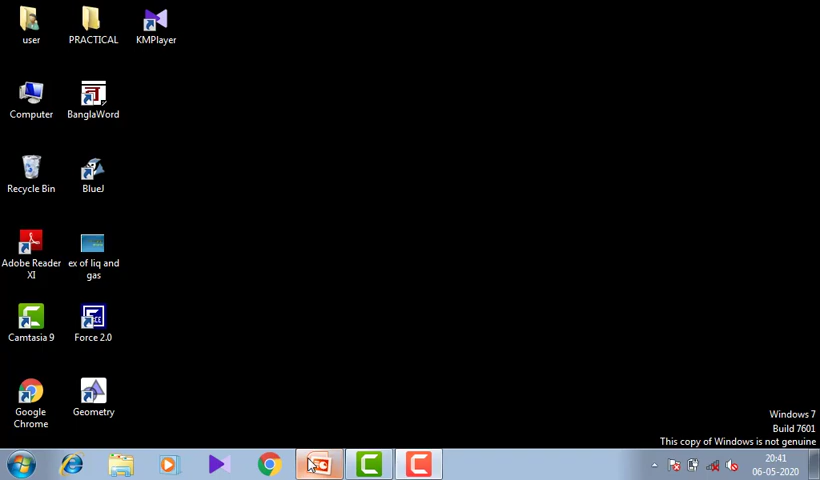 user
PRACTICAL
KMPlayer
Computer
BanglaWord
Recycle Bin
BlueJ
Adobe Reader
XI
ex of liq and
gas
Camtasia 9
Force 2.0
Google
Chrome
Geometry
Windows 7
Build 7601
This copy of Windows is not genuine
20:41
06-05-2020